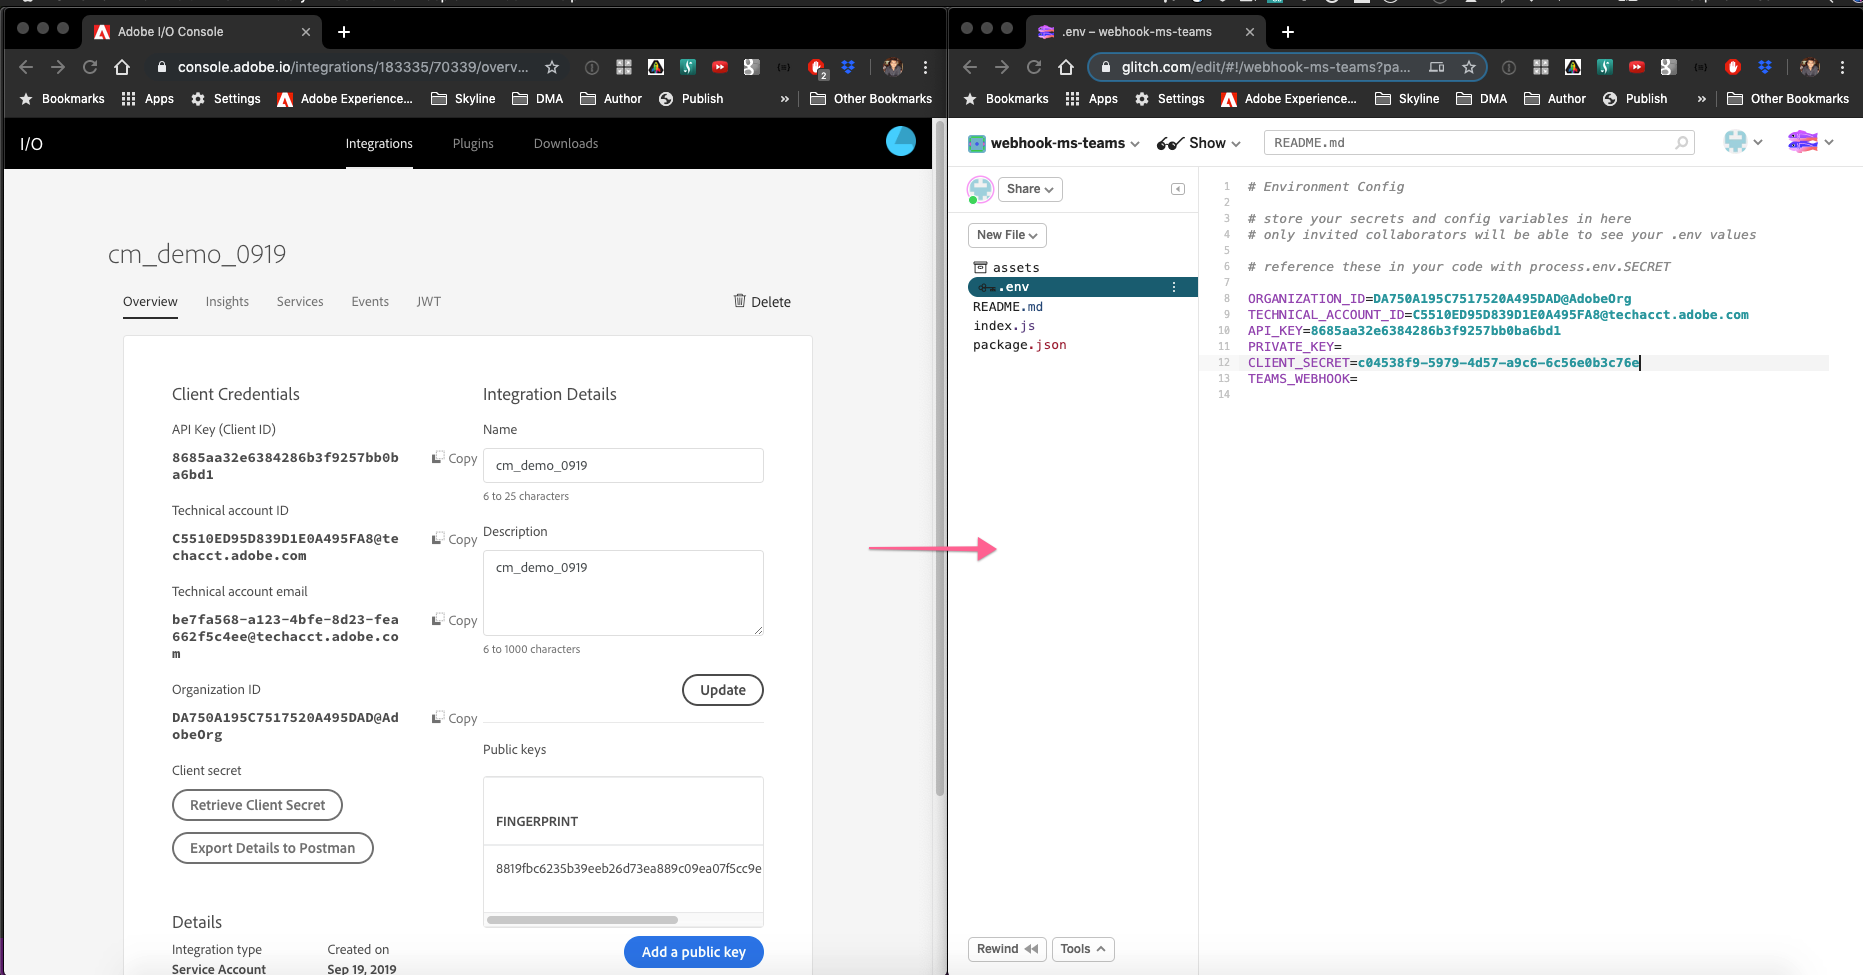 Adobe I/O Console
console.adobe.io/integrations/183335/70339/overv...
2
Bookmarks
Apps
Settings
Adobe Experience...
Skyline
DMA
Author
Publish
»
Other Bookmarks
I/O
Integrations
Plugins
Downloads
cm_demo_0919
Overview
Insights
Services
Events
JWT
Delete
Client Credentials
API Key (Client ID)
8685aa32e6384286b3f9257bb0b
a6bd1
Copy
Technical account ID
C5510ED95D839D1E0A495FA8@te
chacct.adobe.com
Copy
Technical account email
be7fa568-a123-4bfe-8d23-fea
662f5c4ee@techacct.adobe.co
m
Copy
Organization ID
DA750A195C7517520A495DAD@Ad
obeOrg
Copy
Client secret
Retrieve Client Secret
Export Details to Postman
Details
Integration type
Service Account
Created on
Sep 19, 2019
Integration Details
Name
cm_demo_0919
6 to 25 characters
Description
cm_demo_0919
6 to 1000 characters
Update
Public keys
FINGERPRINT
8819fbc6235b39eeb26d73ea889c09ea07f5cc9e
Add a public key
.env – webhook-ms-teams
glitch.com/edit/#!/webhook-ms-teams?pa...
Bookmarks
Apps
Settings
Adobe Experience...
Skyline
DMA
Author
Publish
»
Other Bookmarks
webhook-ms-teams
Show
README.md
Share
New File
assets
.env
README.md
index.js
package.json
Rewind
Tools
1 # Environment Config
2
3 # store your secrets and config variables in here
4 # only invited collaborators will be able to see your .env values
5
6 # reference these in your code with process.env.SECRET
7
8 ORGANIZATION_ID=DA750A195C7517520A495DAD@AdobeOrg
9 TECHNICAL_ACCOUNT_ID=C5510ED95D839D1E0A495FA8@techacct.adobe.com
10 API_KEY=8685aa32e6384286b3f9257bb0ba6bd1
11 PRIVATE_KEY=
12 CLIENT_SECRET=c04538f9-5979-4d57-a9c6-6c56e0b3c76e
13 TEAMS_WEBHOOK=
14